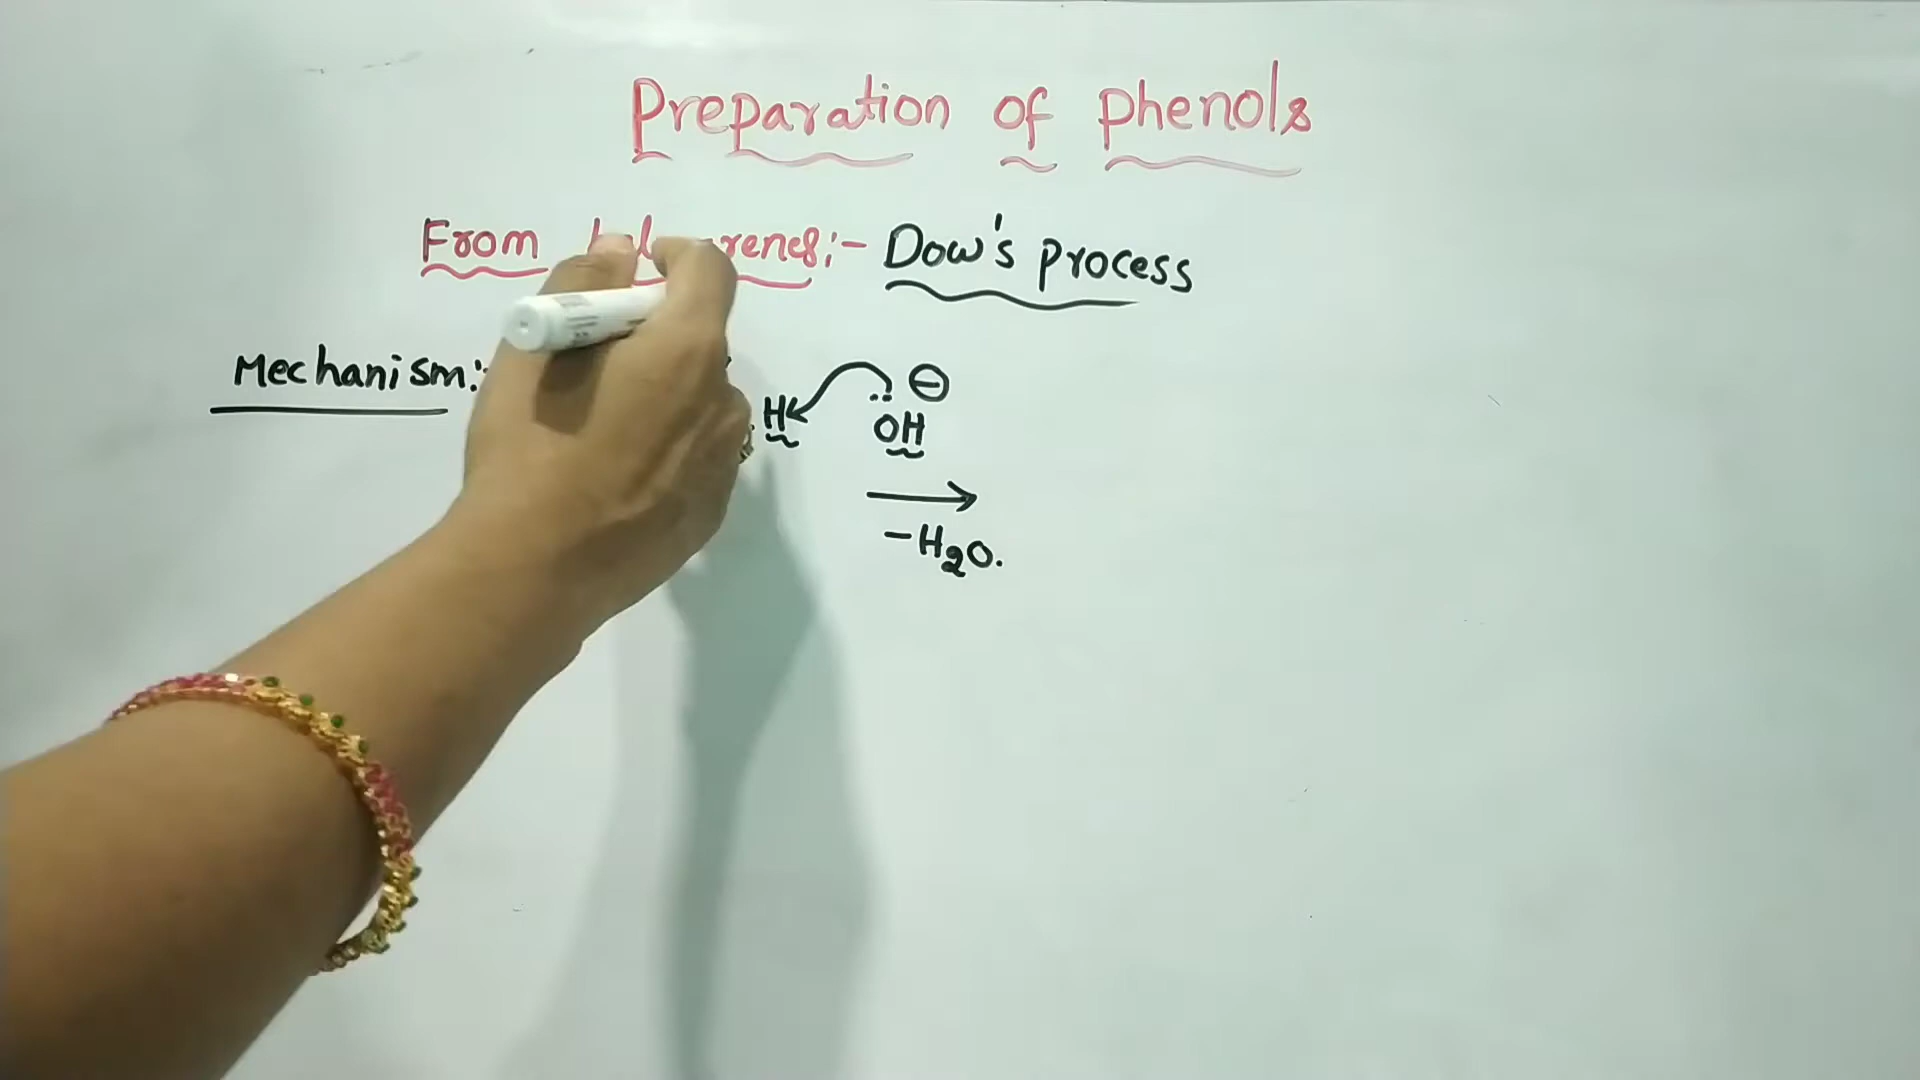 Preparation of phenols
From :- Dow's process
Mechanism:-
H OH ⊖
-H2O.